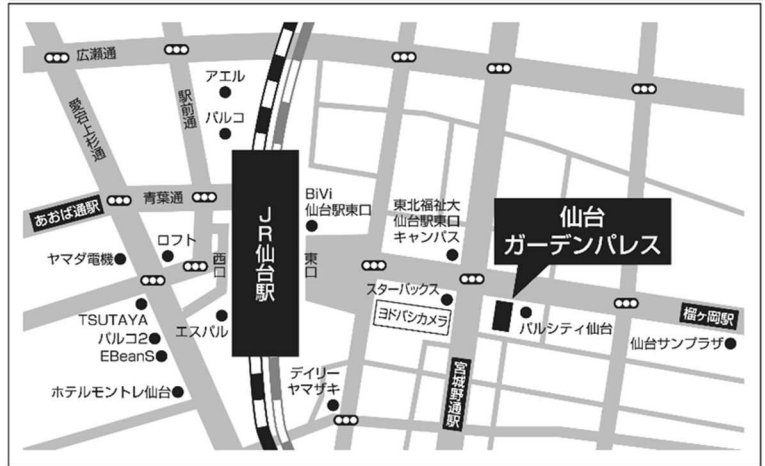 広瀬通
アエル
駅前通
パルコ
愛宕上杉通
青葉通
あおば通駅
BiVi
仙台駅東口
東北福祉大
仙台駅東口
キャンパス
仙台
ガーデンパレス
JR仙台駅
西口
東口
ロフト
ヤマダ電機
スターバックス
ヨドバシカメラ
パルシティ仙台
榴ヶ岡駅
仙台サンプラザ
TSUTAYA
パルコ2
EBeanS
エスパル
ホテルモントレ仙台
デイリー
ヤマザキ
宮城野通駅